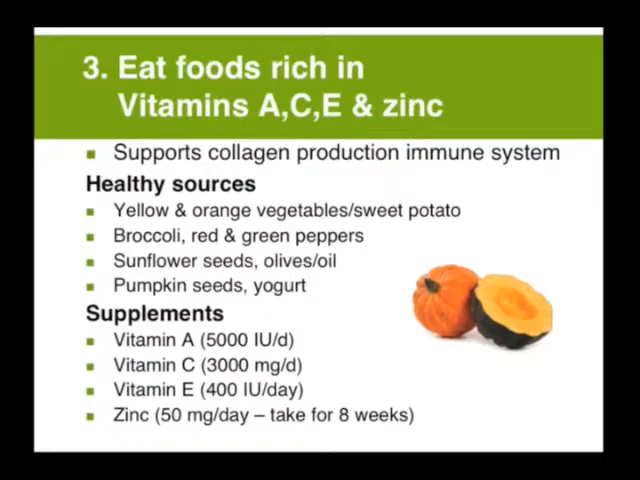 3. Eat foods rich in
Vitamins A,C,E & zinc
Supports collagen production immune system
Healthy sources
Yellow & orange vegetables/sweet potato
Broccoli, red & green peppers
Sunflower seeds, olives/oil
Pumpkin seeds, yogurt
Supplements
Vitamin A (5000 IU/d)
Vitamin C (3000 mg/d)
Vitamin E (400 IU/day)
Zinc (50 mg/day – take for 8 weeks)